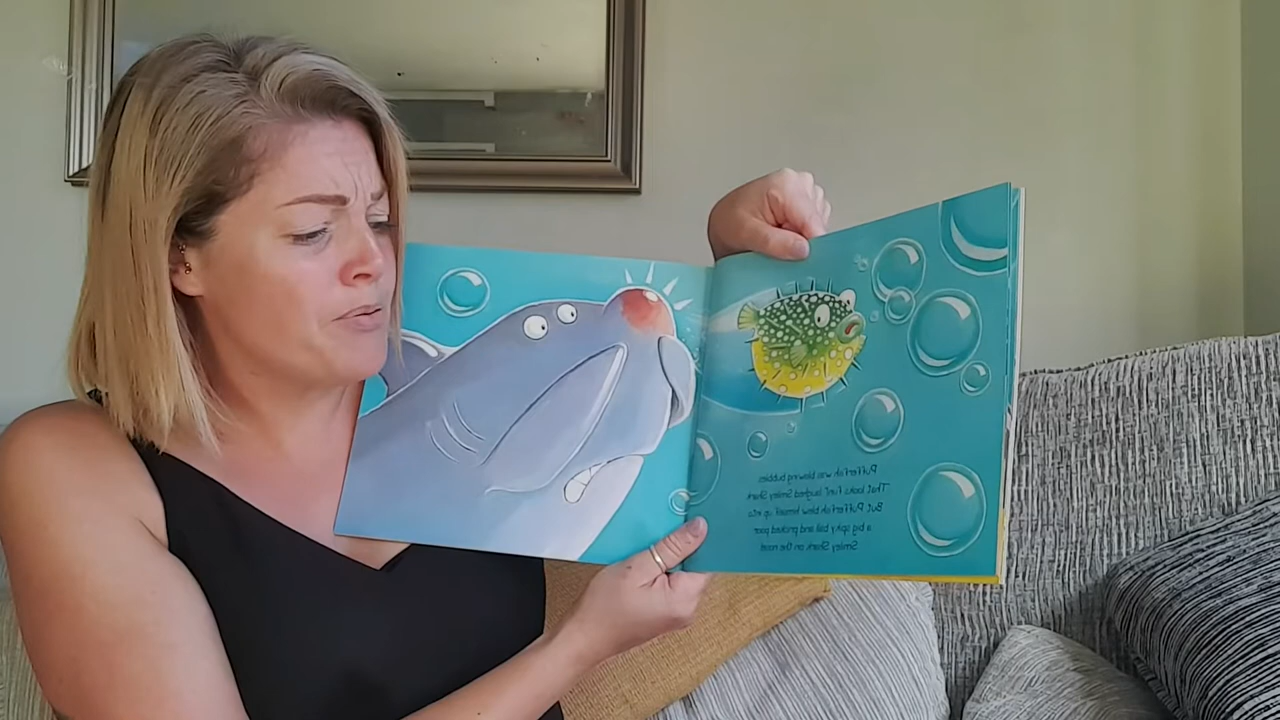 Pufferfish was blowing bubbles.
"That looks fun!" laughed Smiley Shark.
But Pufferfish blew himself up into
a big spiky ball and pricked poor
Smiley Shark on the nose!